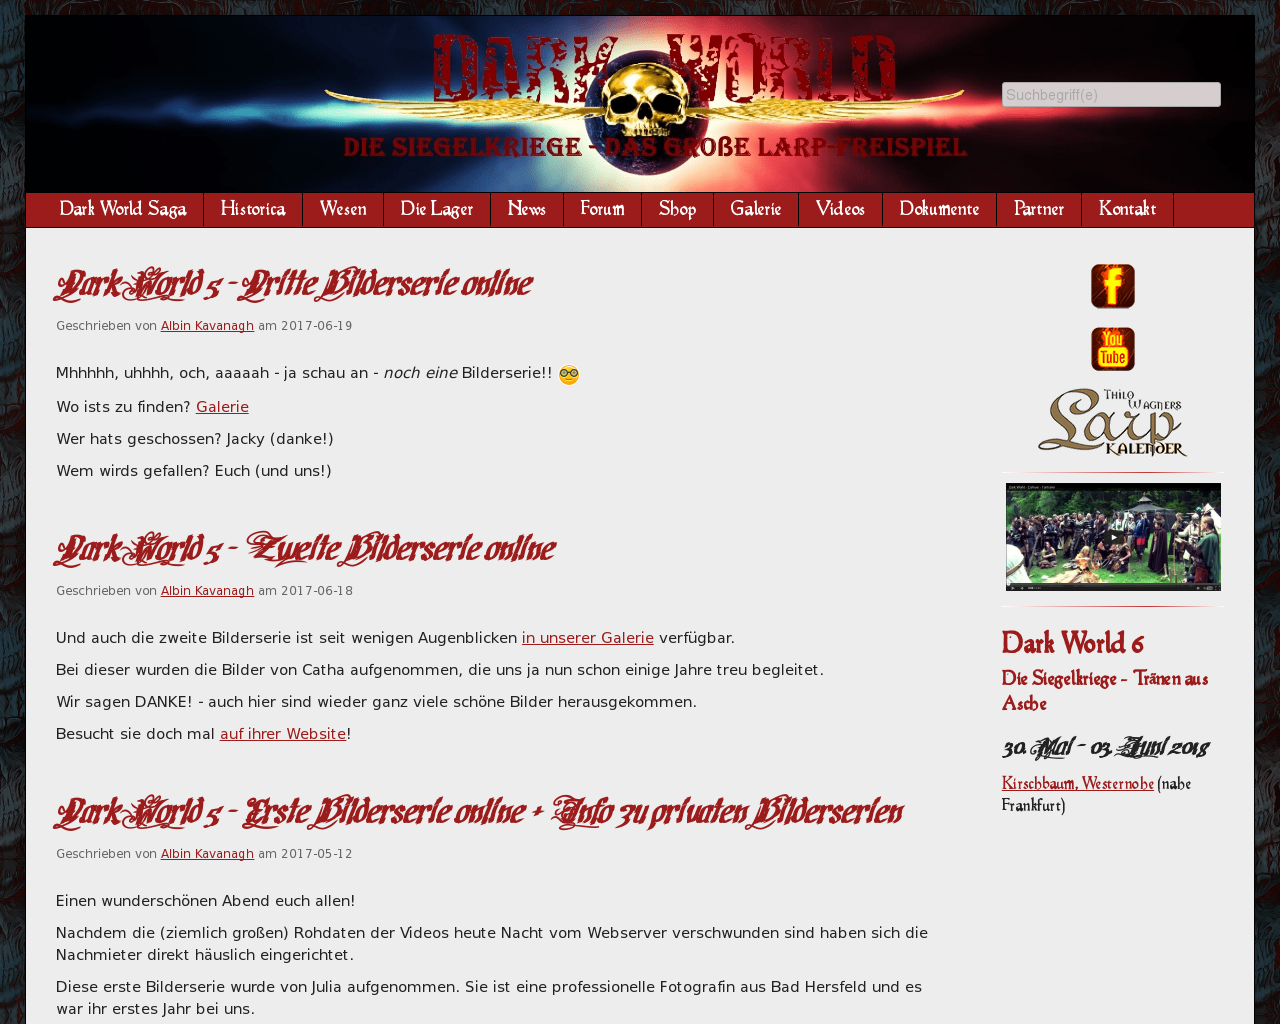 DARK WORLD
DIE SIEGELKRIEGE - DAS GROßE LARP-FREISPIEL
Suchbegriff(e)
Dark World Saga
Historica
Wesen
Die Lager
News
Forum
Shop
Galerie
Videos
Dokumente
Partner
Kontakt
Dark World 5 - Dritte Bilderserie online
Geschrieben von Albin Kavanagh am 2017-06-19
Mhhhhh, uhhhh, och, aaaaah - ja schau an - noch eine Bilderserie!!
Wo ists zu finden? Galerie
Wer hats geschossen? Jacky (danke!)
Wem wirds gefallen? Euch (und uns!)
Dark World 5 - Zweite Bilderserie online
Geschrieben von Albin Kavanagh am 2017-06-18
Und auch die zweite Bilderserie ist seit wenigen Augenblicken in unserer Galerie verfügbar.
Bei dieser wurden die Bilder von Catha aufgenommen, die uns ja nun schon einige Jahre treu begleitet.
Wir sagen DANKE! - auch hier sind wieder ganz viele schöne Bilder herausgekommen.
Besucht sie doch mal auf ihrer Website!
Dark World 5 - Erste Bilderserie online + Info zu privaten Bilderserien
Geschrieben von Albin Kavanagh am 2017-05-12
Einen wunderschönen Abend euch allen!
Nachdem die (ziemlich großen) Rohdaten der Videos heute Nacht vom Webserver verschwunden sind haben sich die
Nachmieter direkt häuslich eingerichtet.
Diese erste Bilderserie wurde von Julia aufgenommen. Sie ist eine professionelle Fotografin aus Bad Hersfeld und es
war ihr erstes Jahr bei uns.
f
You
Tube
THILO
WAGNERS
Larp
KALENDER
Dark World 6
Die Siegelkriege - Tränen aus
Asche
30. Mai - 03. Juni 2018
Kirschbaum, Westernohe (nahe
Frankfurt)